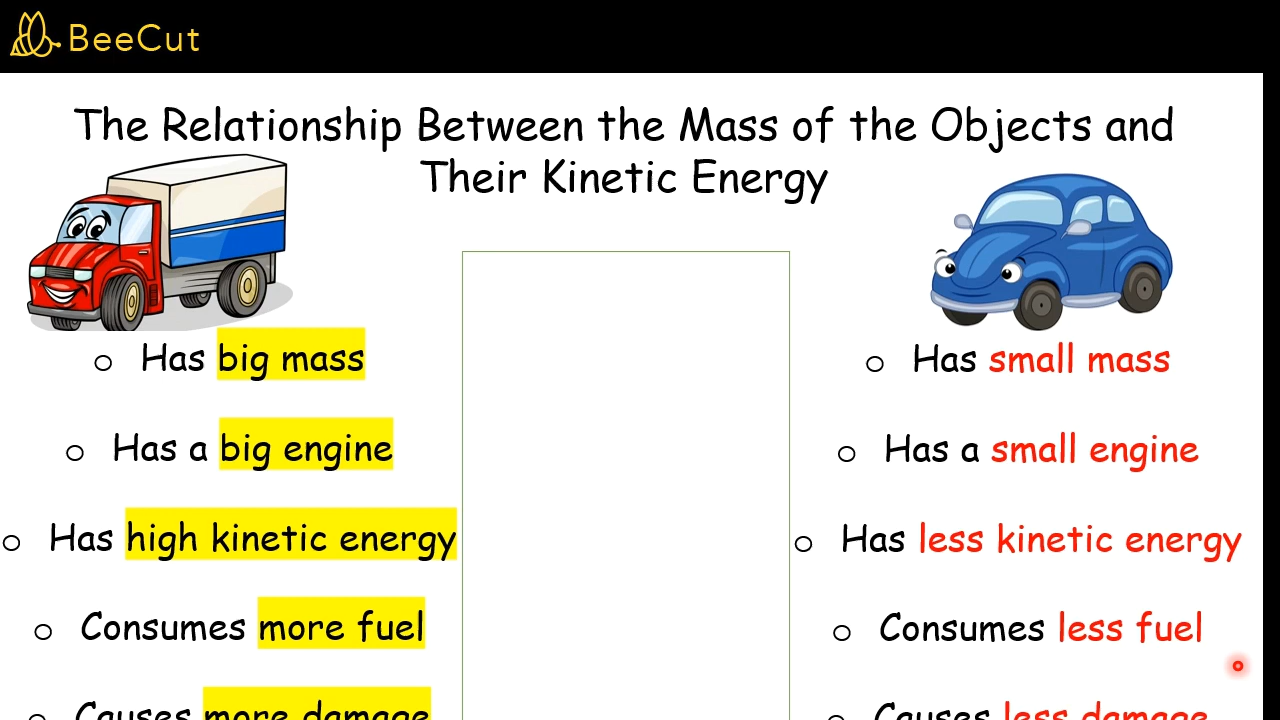 BeeCut
The Relationship Between the Mass of the Objects and
Their Kinetic Energy
o Has big mass
o Has a big engine
o Has high kinetic energy
o Consumes more fuel
o Causes more damage
o Has small mass
o Has a small engine
o Has less kinetic energy
o Consumes less fuel
o Causes less damage